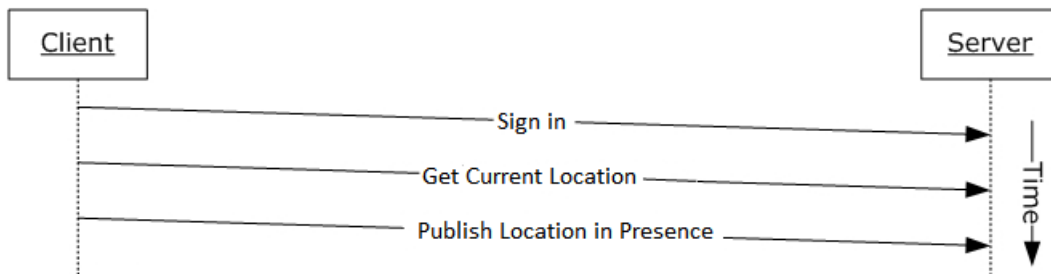 Client
Server
Sign in
Get Current Location
Publish Location in Presence
Time